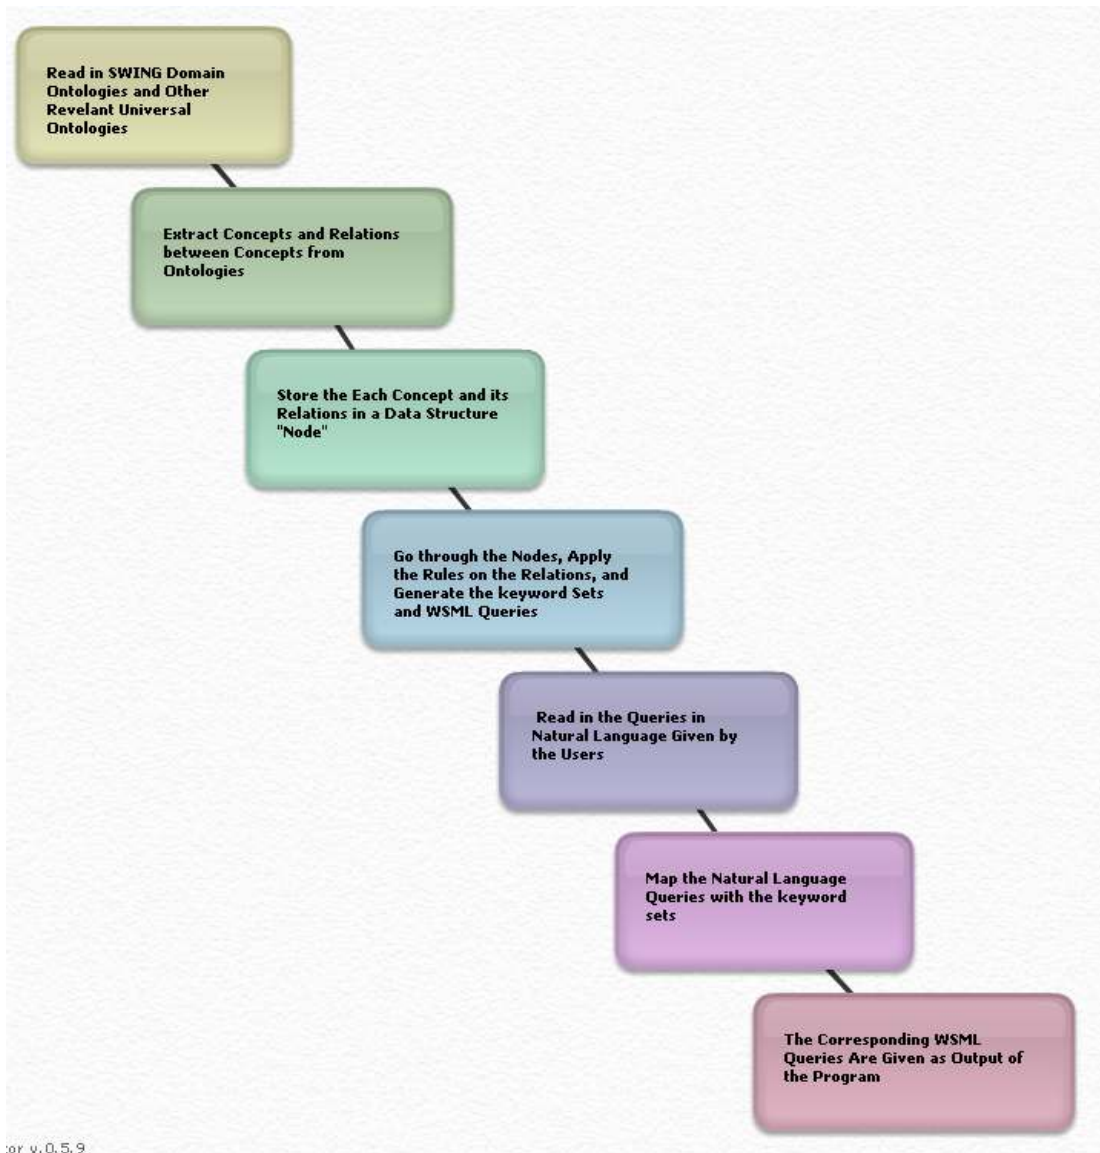 Read in SWING Domain
Ontologies and Other
Revelant Universal
Ontologies
Extract Concepts and Relations
between Concepts from
Ontologies
Store the Each Concept and its
Relations in a Data Structure
"Node"
Go through the Nodes, Apply
the Rules on the Relations, and
Generate the keyword Sets
and WSML Queries
Read in the Queries in
Natural Language Given by
the Users
Map the Natural Language
Queries with the keyword
sets
The Corresponding WSML
Queries Are Given as Output of
the Program
v.0.5.9